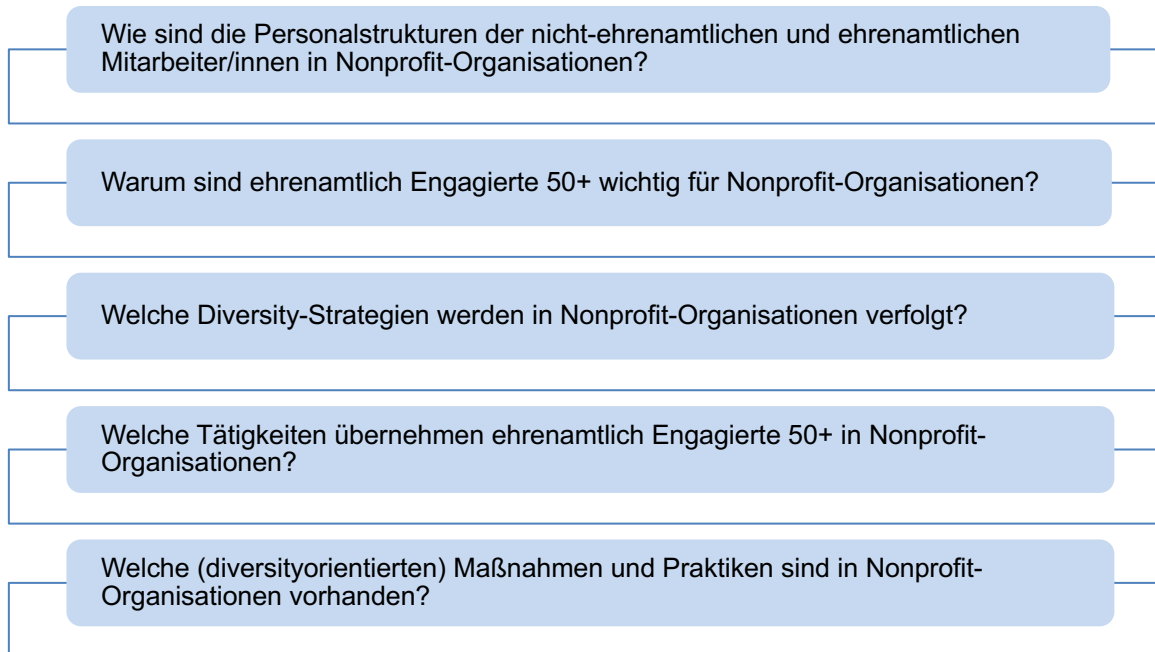 Wie sind die Personalstrukturen der nicht-ehrenamtlichen und ehrenamtlichen
Mitarbeiter/innen in Nonprofit-Organisationen?
Warum sind ehrenamtlich Engagierte 50+ wichtig für Nonprofit-Organisationen?
Welche Diversity-Strategien werden in Nonprofit-Organisationen verfolgt?
Welche Tätigkeiten übernehmen ehrenamtlich Engagierte 50+ in Nonprofit-
Organisationen?
Welche (diversityorientierten) Maßnahmen und Praktiken sind in Nonprofit-
Organisationen vorhanden?